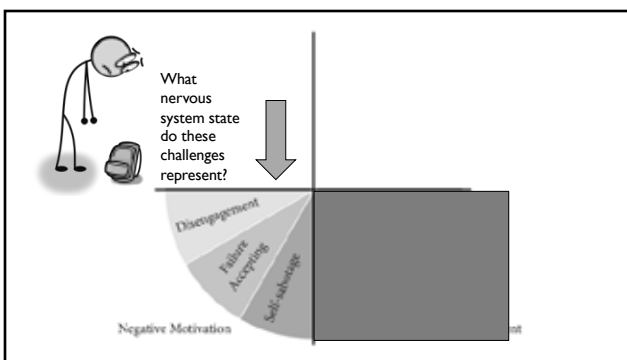 What
nervous
system state
do these
challenges
represent?
Disengagement
Failure
Accepting
Self-sabotage
Negative Motivation